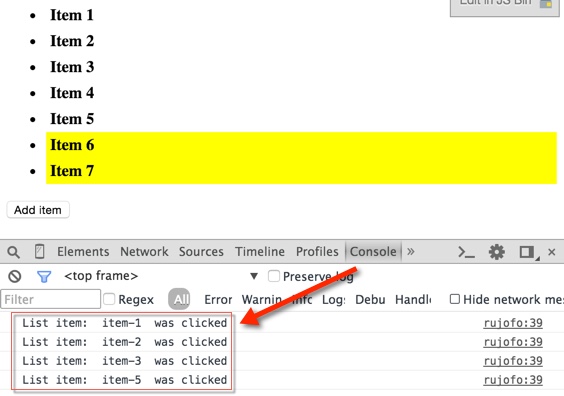 Edit in JS Bin
Item 1
Item 2
Item 3
Item 4
Item 5
Item 6
Item 7
Add item
Elements Network Sources Timeline Profiles Console »
<top frame> Preserve log
Filter Regex All Error Warnin Info Logs Debu Handle Hide network me
List item: item-1 was clicked rujofo:39
List item: item-2 was clicked rujofo:39
List item: item-3 was clicked rujofo:39
List item: item-5 was clicked rujofo:39